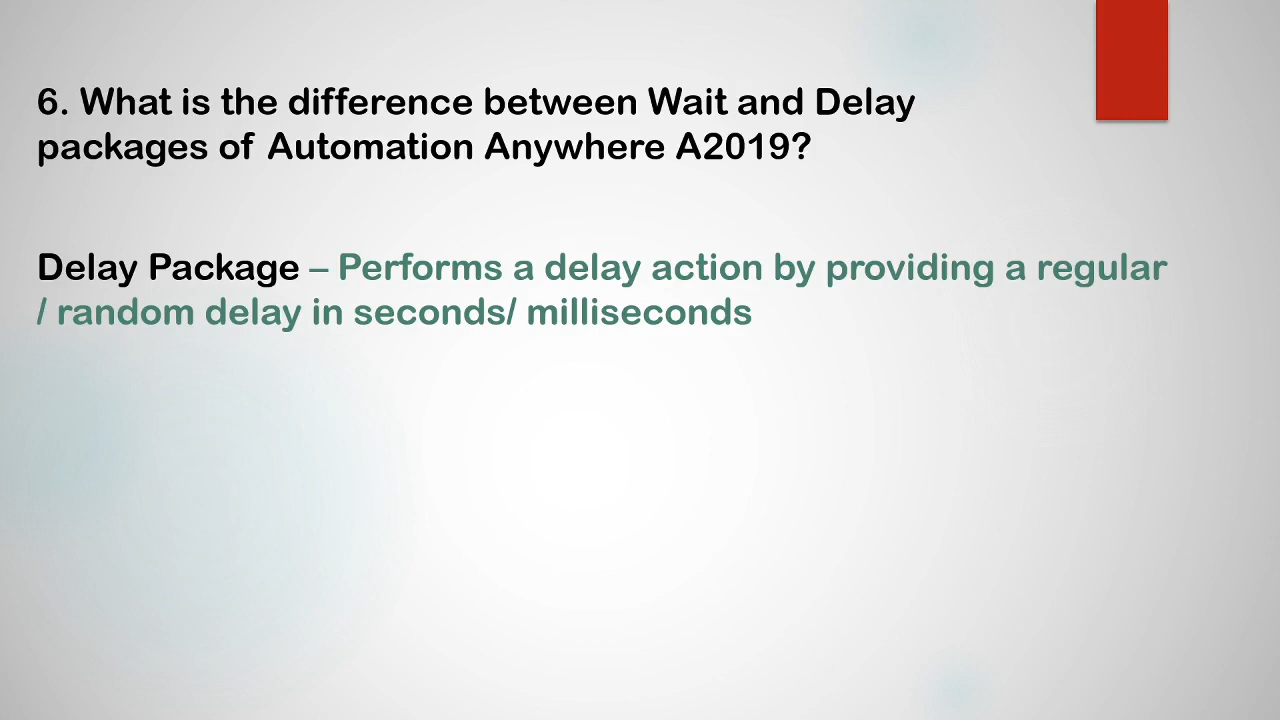 6. What is the difference between Wait and Delay
packages of Automation Anywhere A2019?
Delay Package – Performs a delay action by providing a regular
/ random delay in seconds/ milliseconds